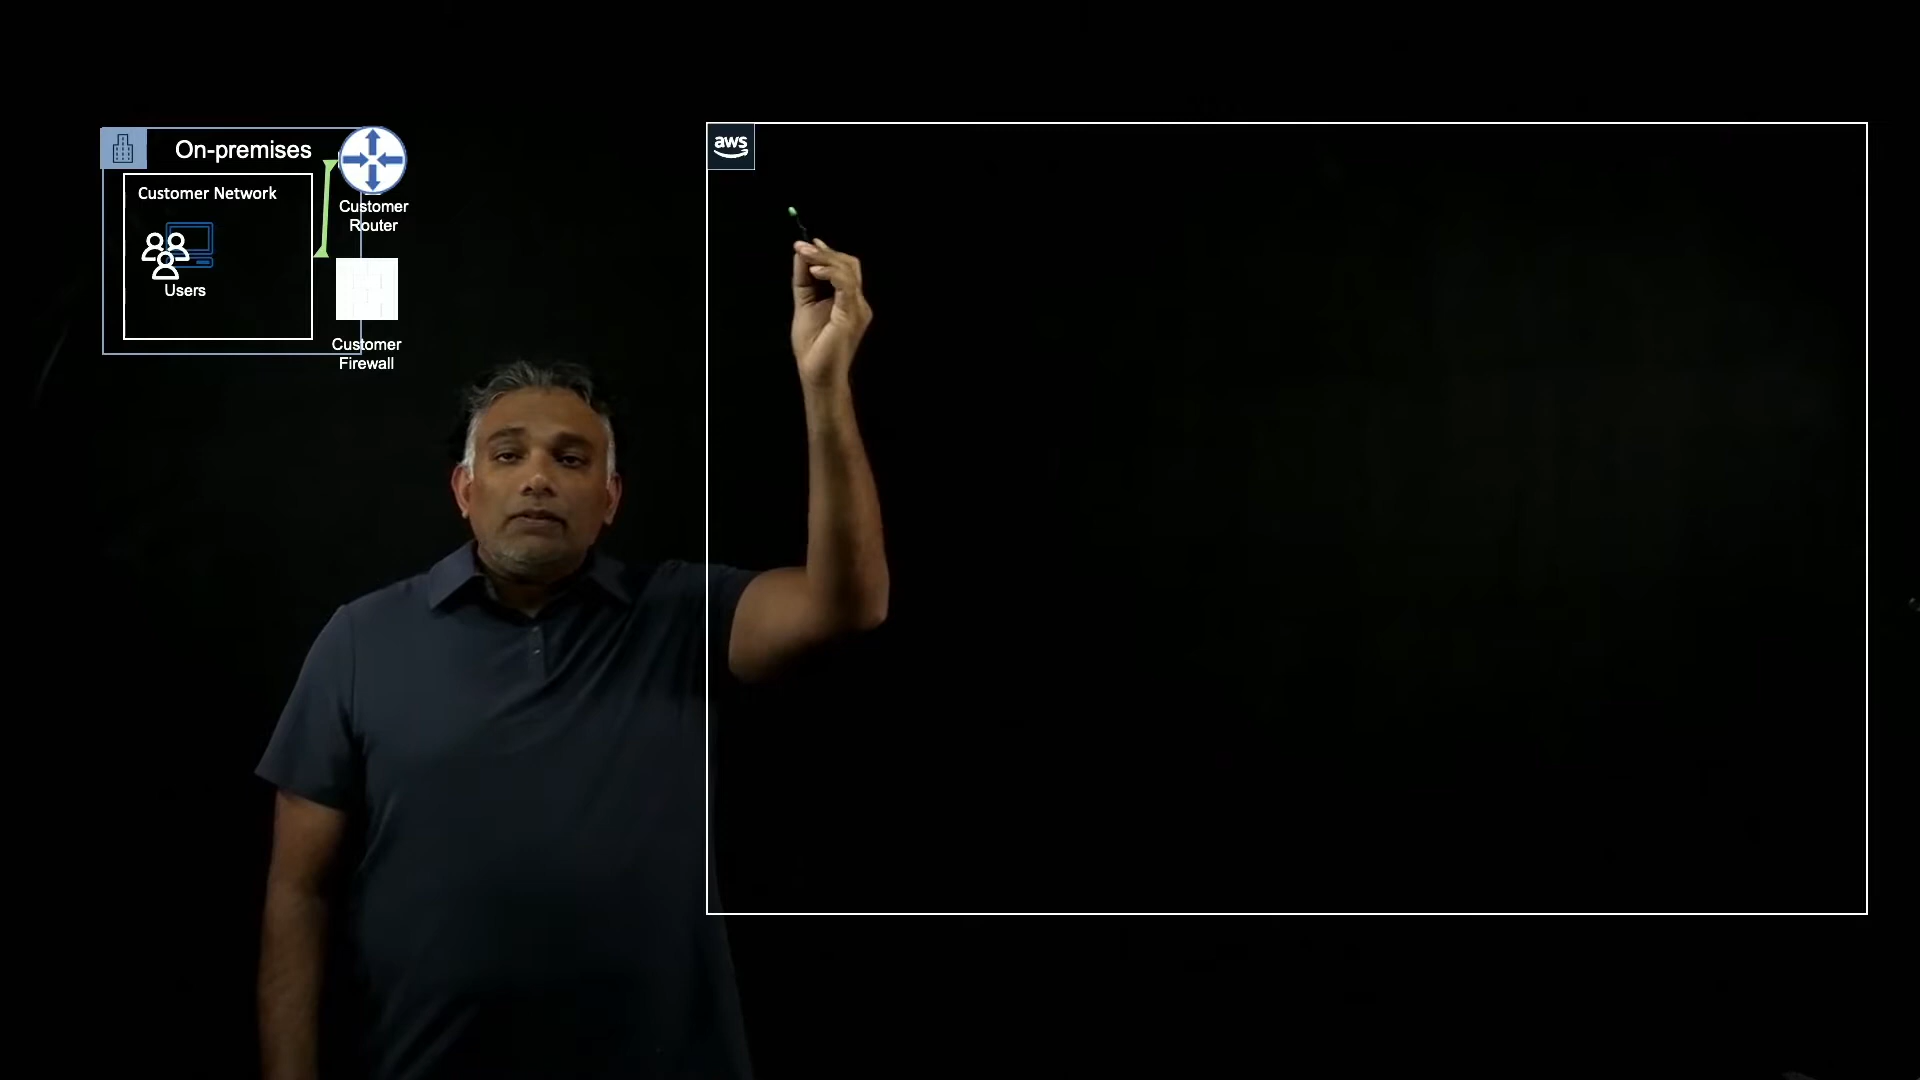 On-premises
Customer Network
Users
Customer
Router
Customer
Firewall
aws